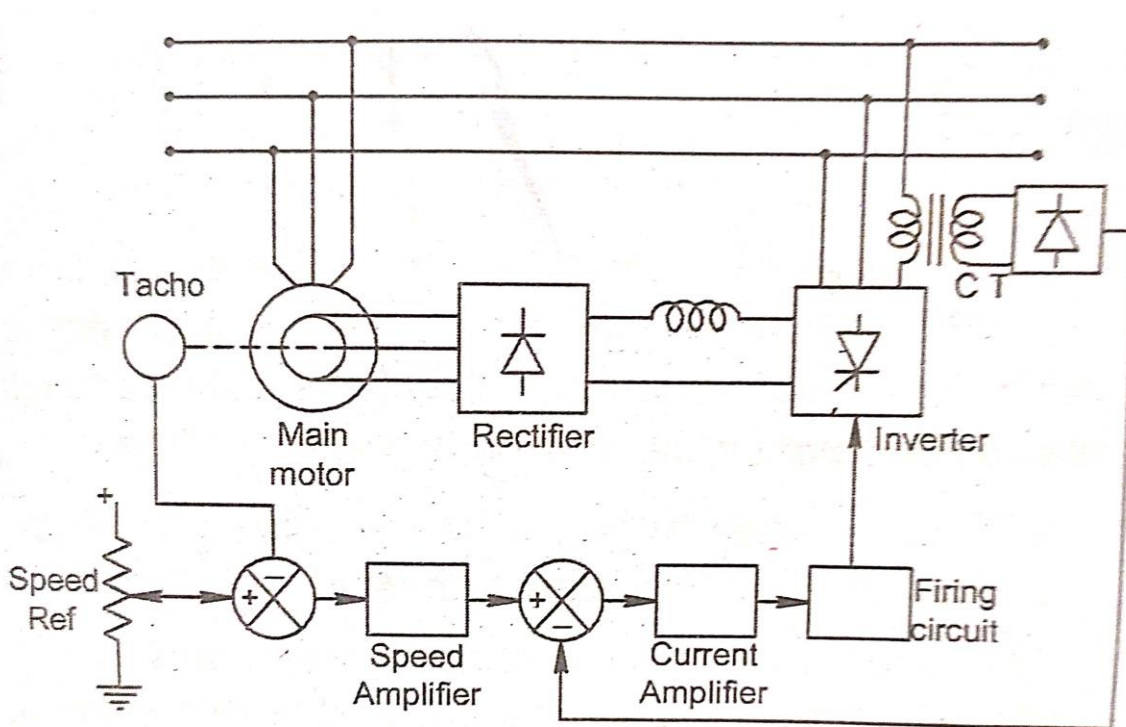 C T
Tacho
Main
motor
Rectifier
Inverter
+
Speed
Ref
+
−
Speed
Amplifier
+
−
Current
Amplifier
Firing
circuit